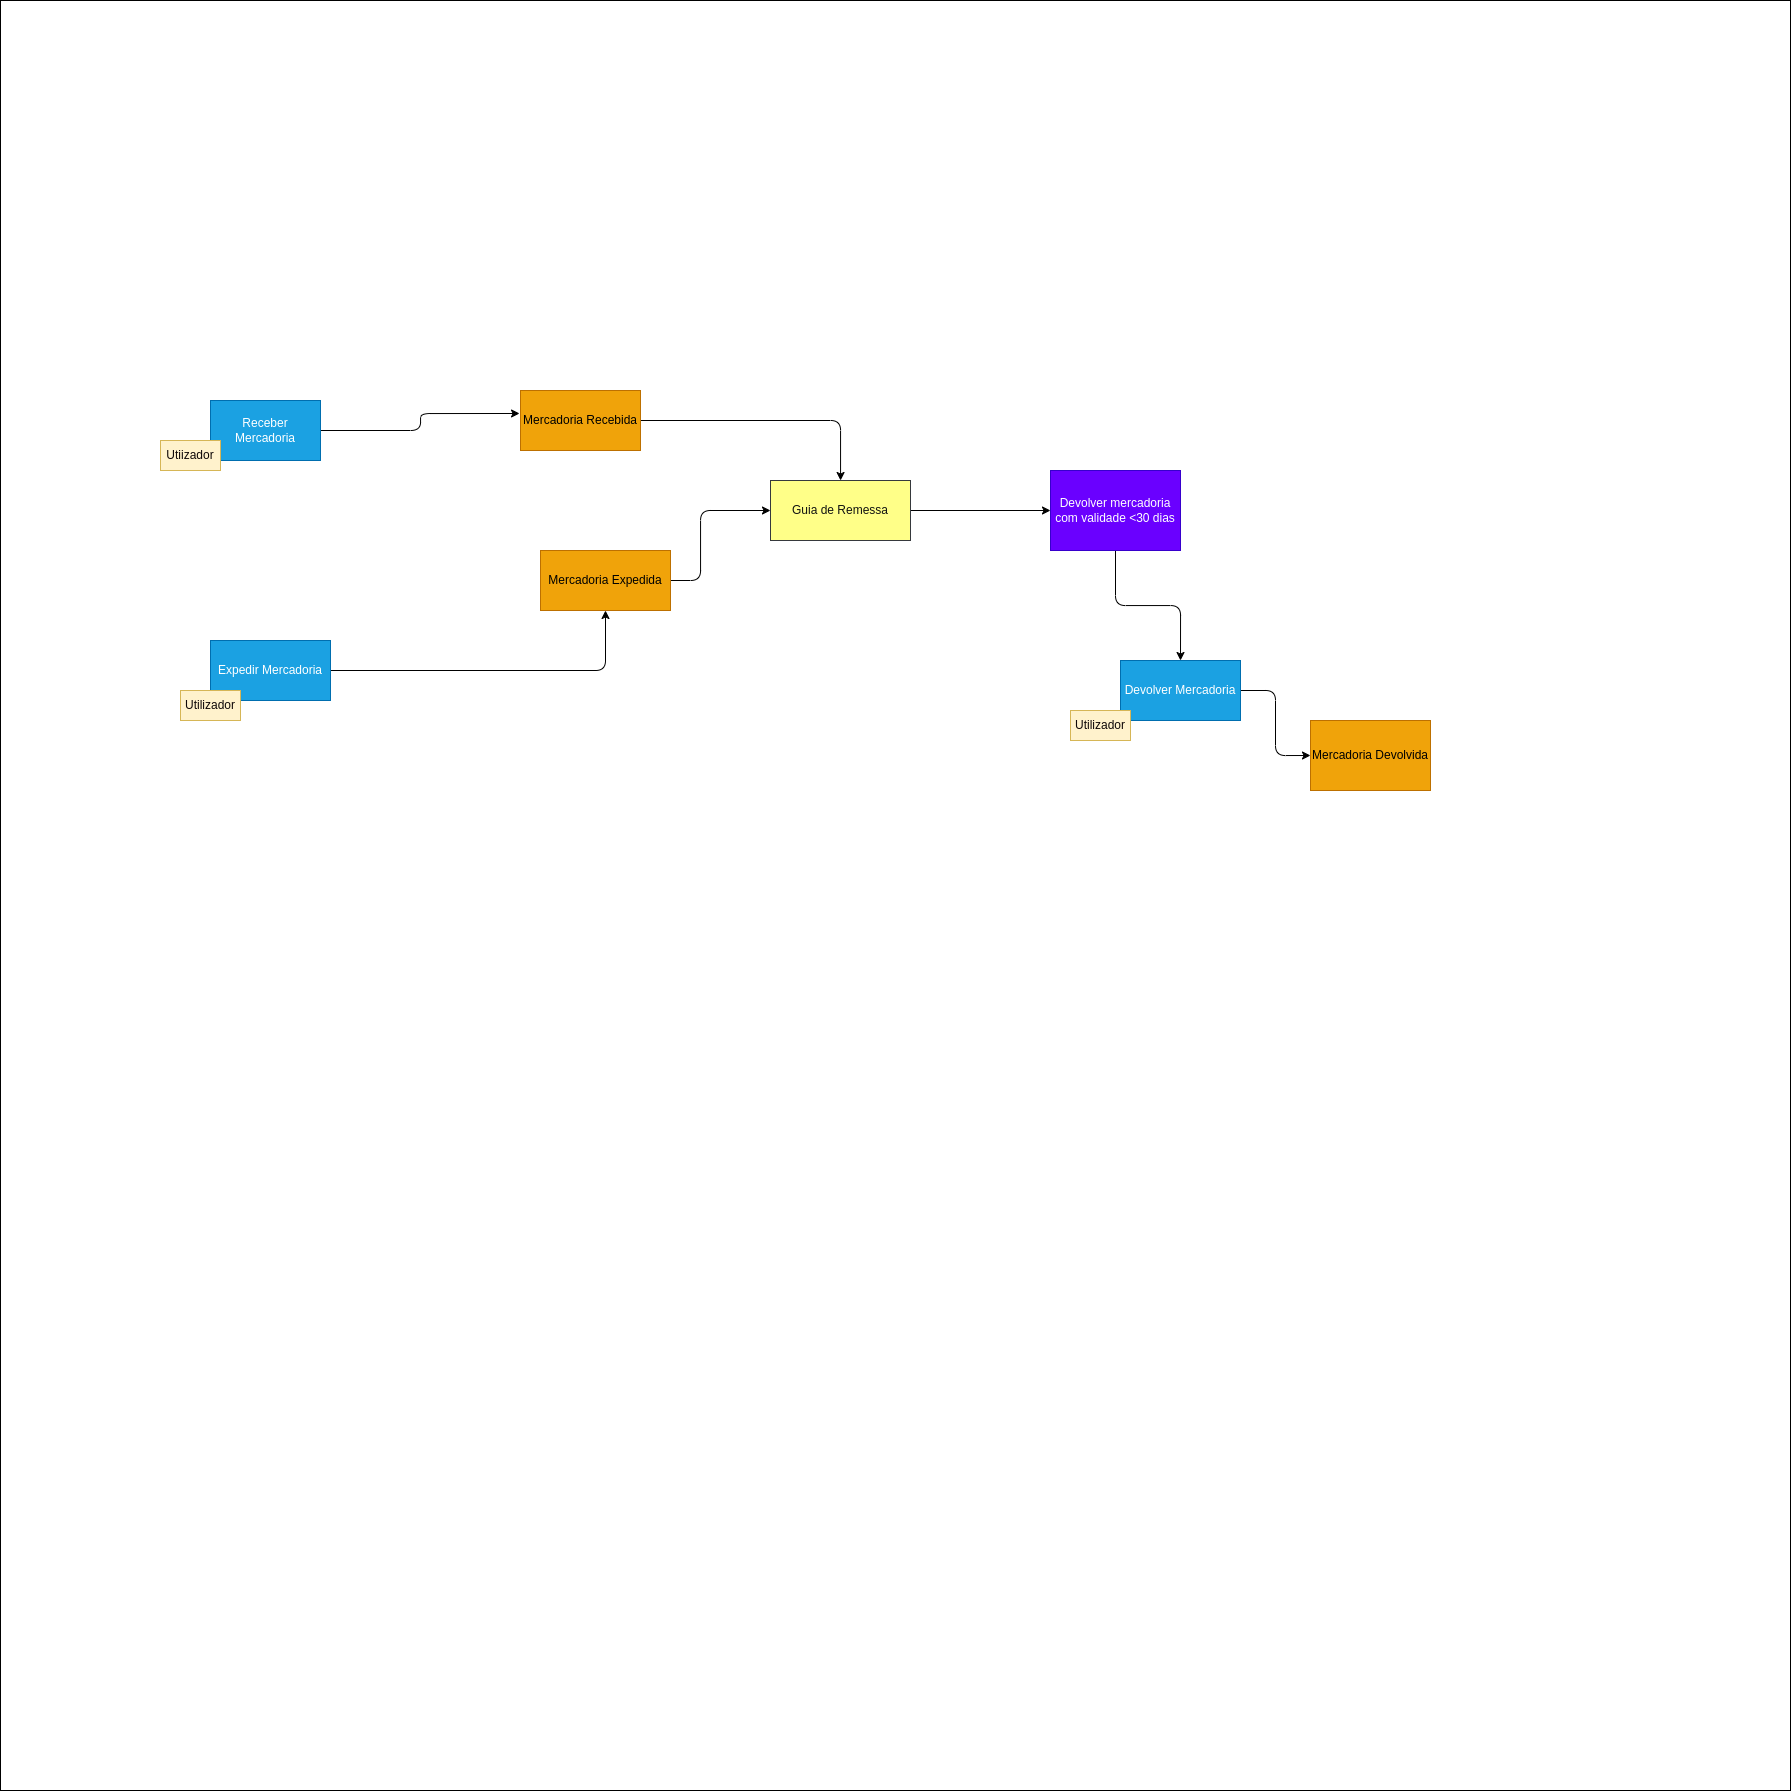 Receber
Mercadoria
Utiizador
Mercadoria Recebida
Guia de Remessa
Devolver mercadoria
com validade <30 dias
Mercadoria Expedida
Expedir Mercadoria
Utilizador
Devolver Mercadoria
Utilizador
Mercadoria Devolvida